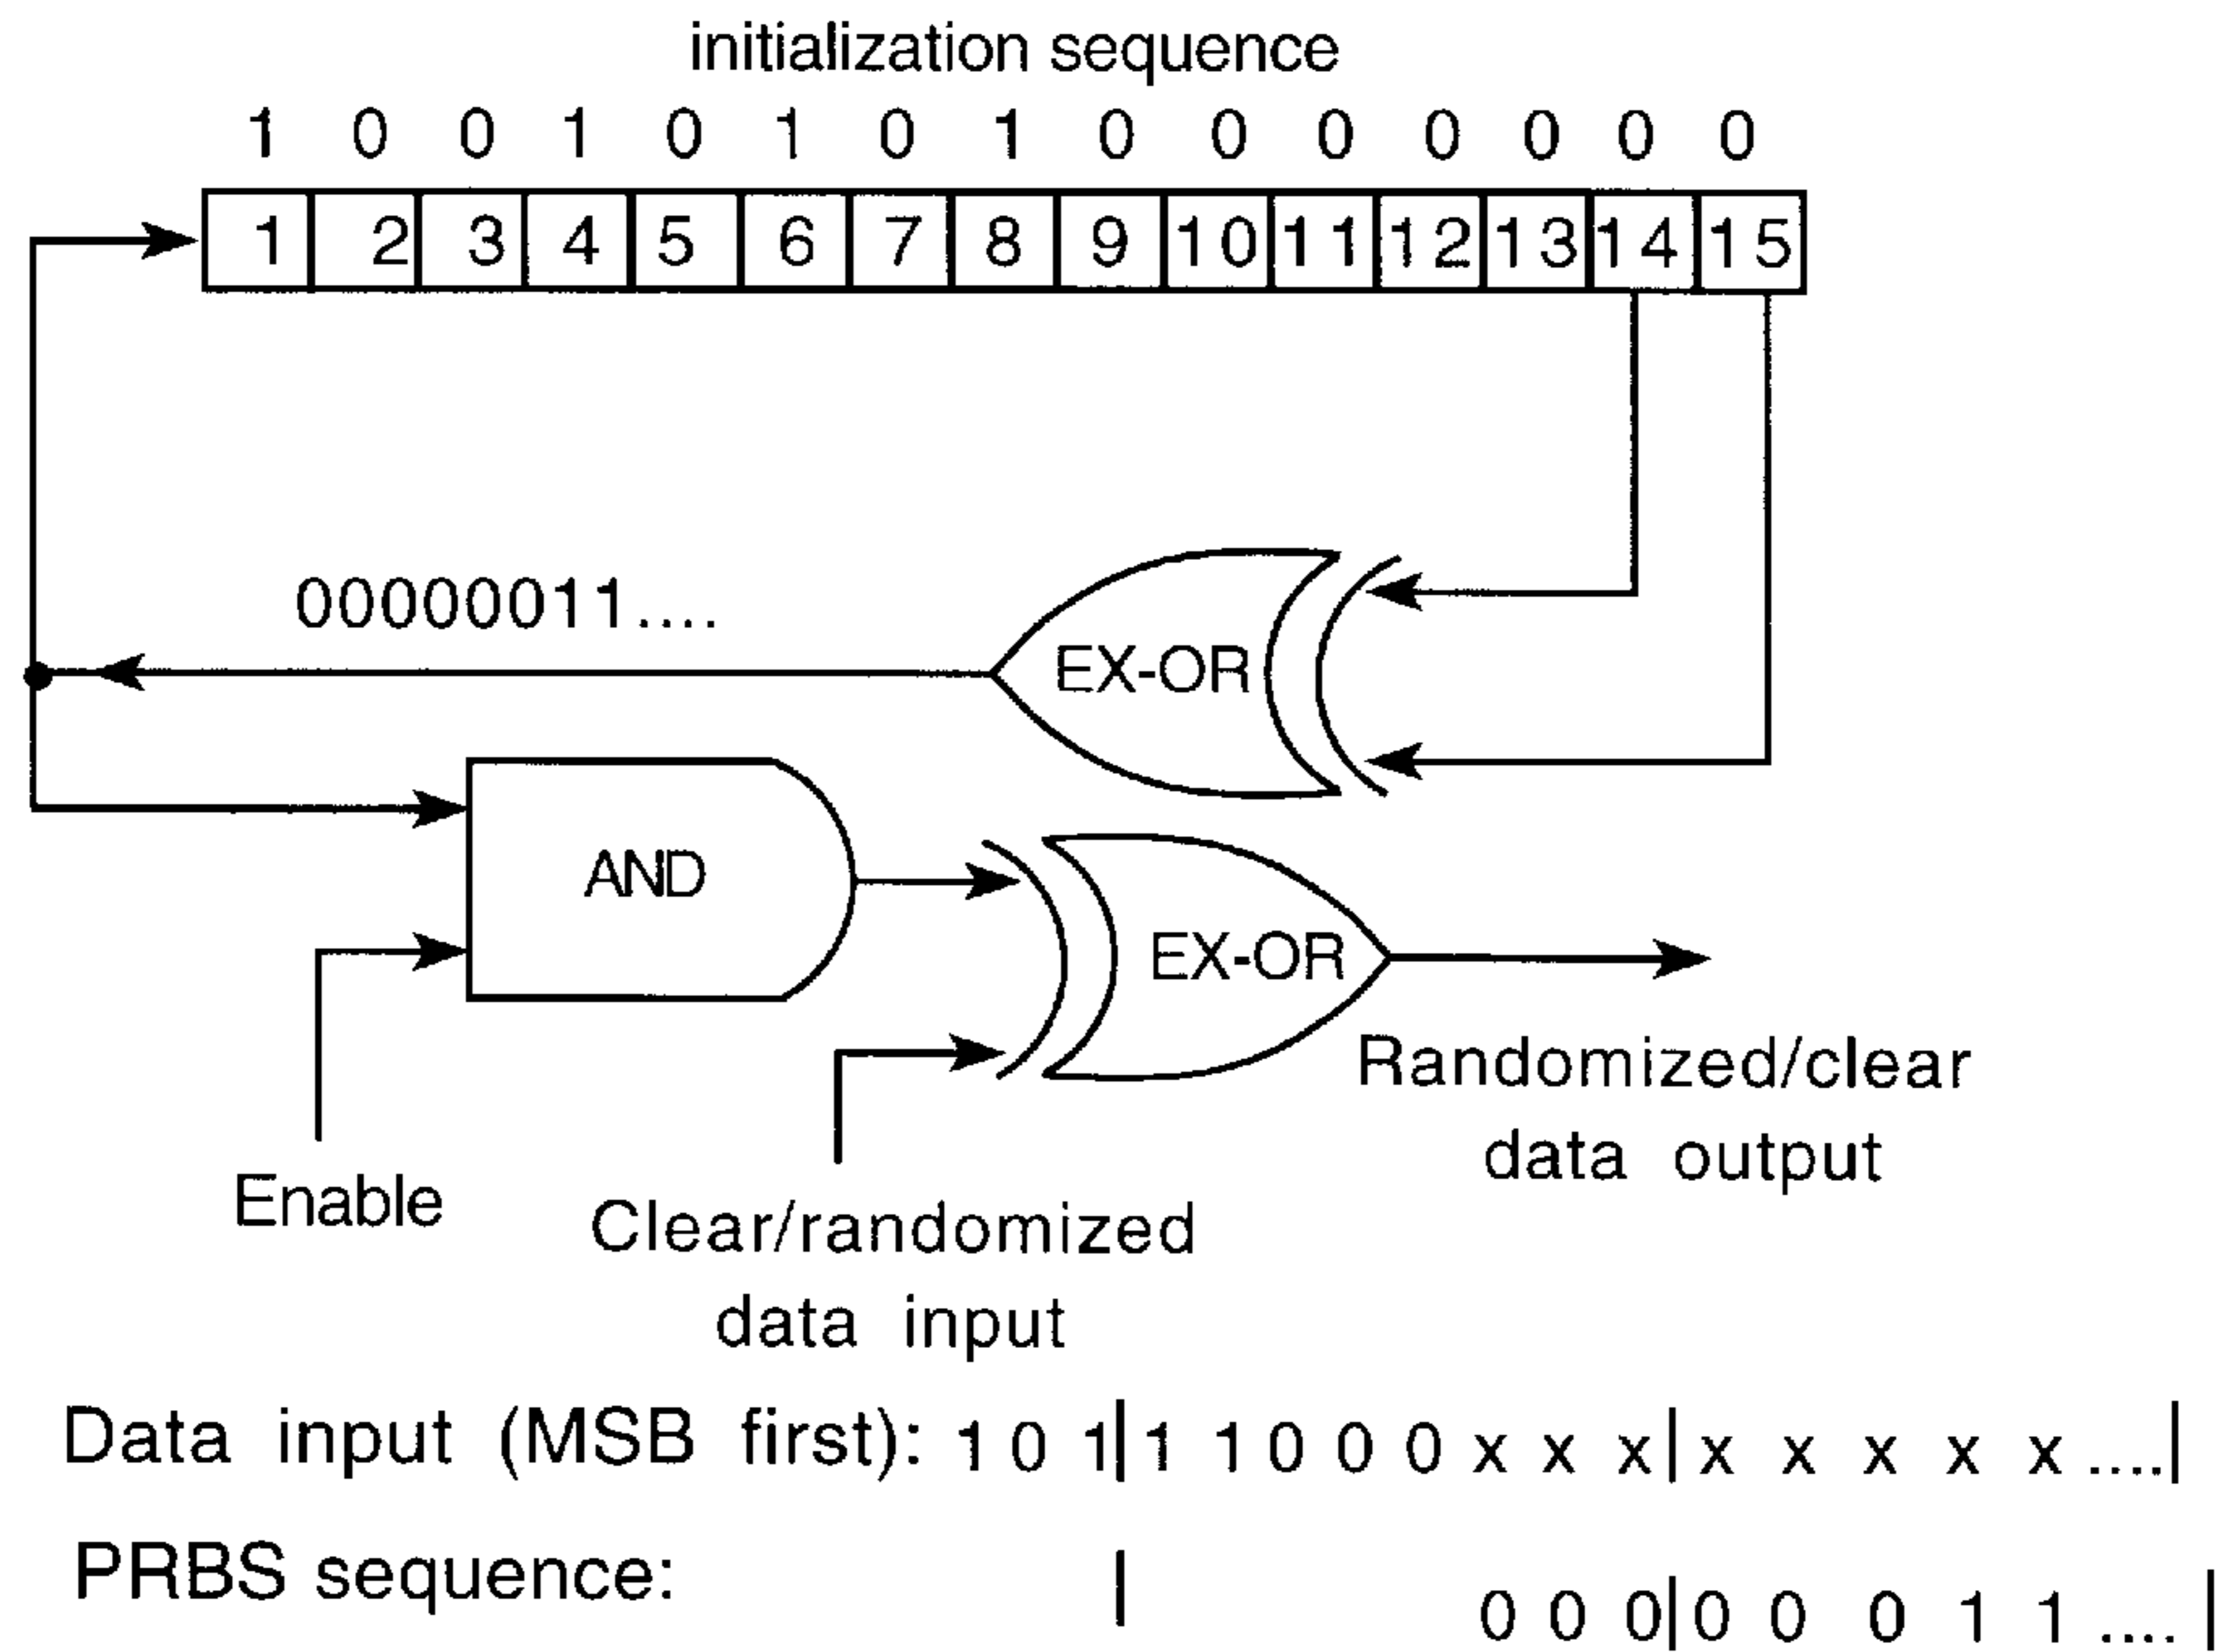 initialization sequence
1 0 0 1 0 1 0 1 0 0 0 0 0 0 0
1 2 3 4 5 6 7 8 9 10 11 12 13 14 15
00000011....
EX-OR
AND
EX-OR
Enable
Clear/randomized
data input
Randomized/clear
data output
Data input (MSB first): 1 0 1|1 1 0 0 0 x x x|x x x x x ....|
PRBS sequence: | 0 0 0|0 0 0 1 1 ....|